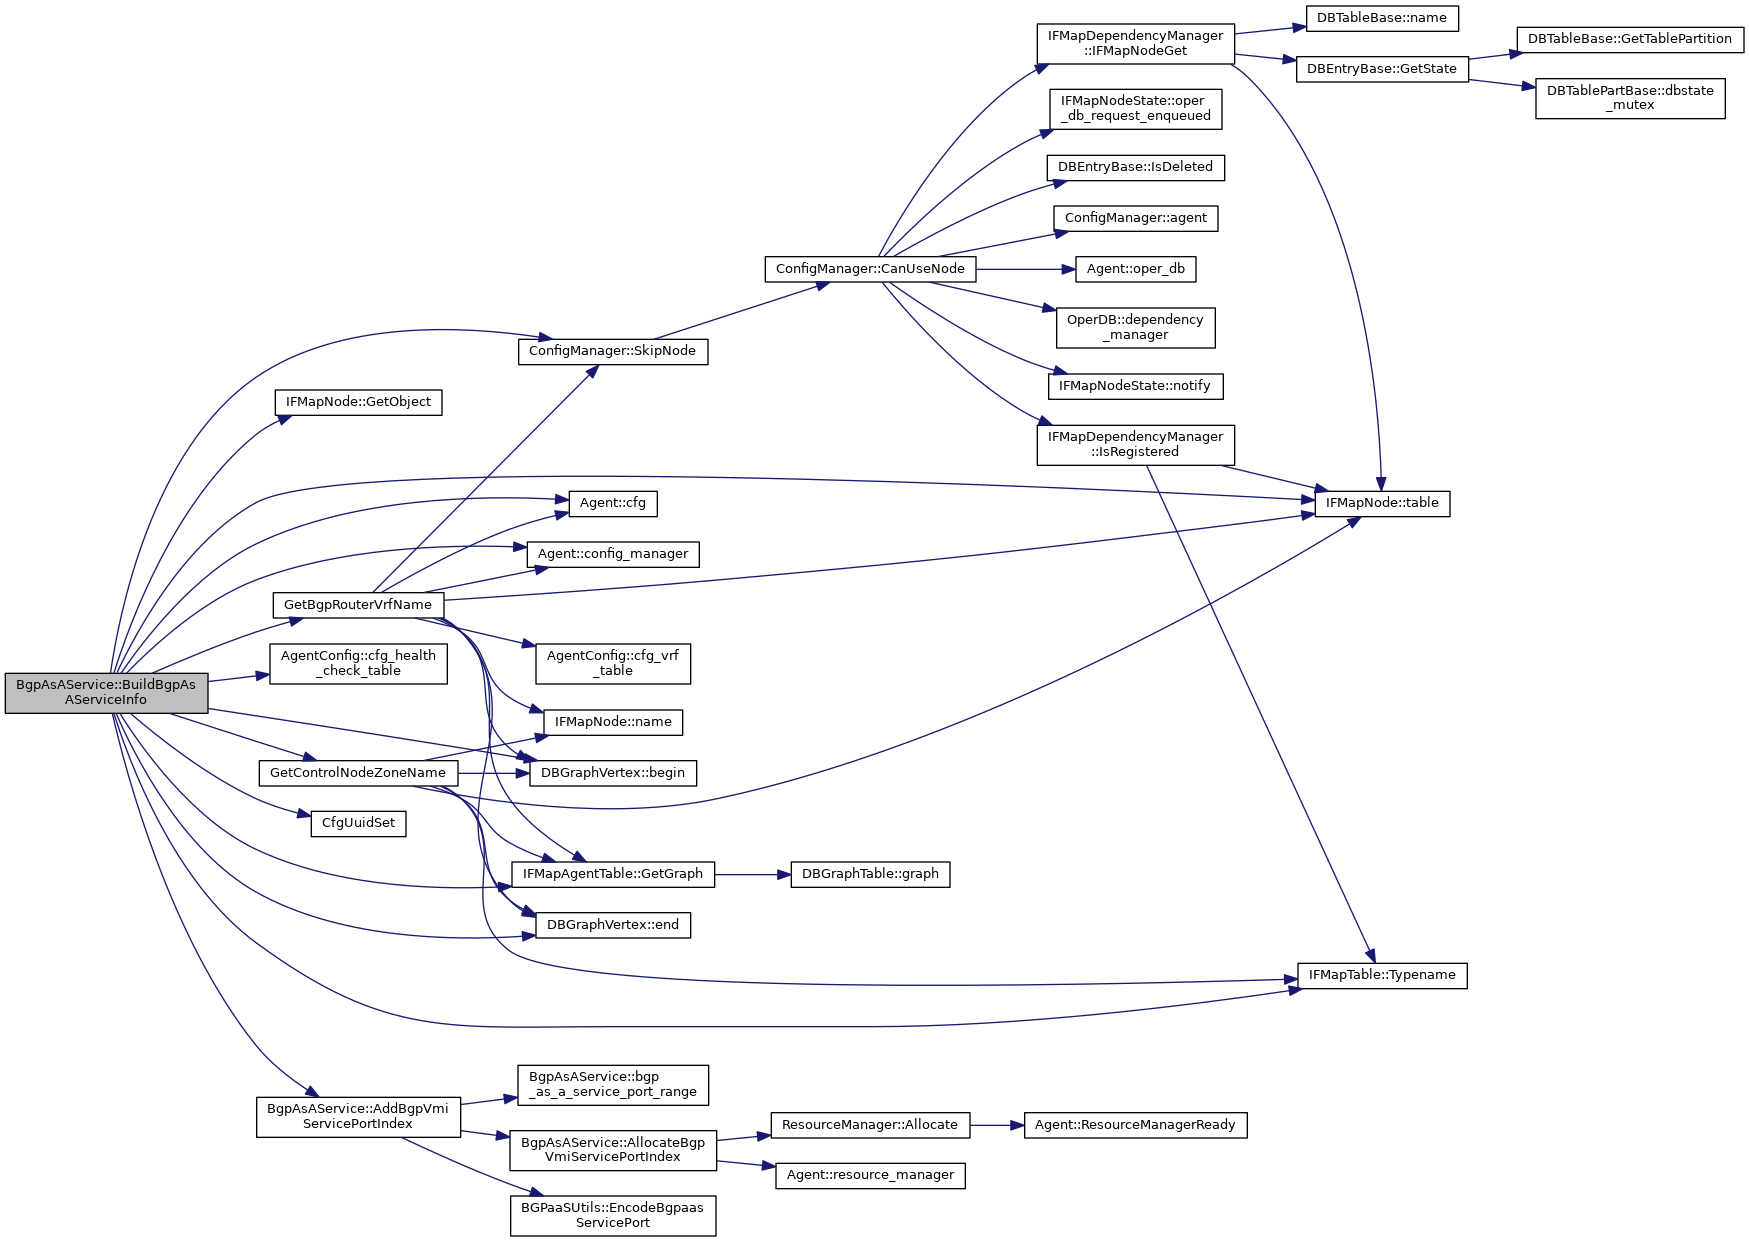 BgpAsAService::BuildBgpAs
AServiceInfo
ConfigManager::SkipNode
IFMapNode::GetObject
Agent::cfg
Agent::config_manager
GetBgpRouterVrfName
AgentConfig::cfg_health
_check_table
AgentConfig::cfg_vrf
_table
IFMapNode::name
DBGraphVertex::begin
GetControlNodeZoneName
CfgUuidSet
IFMapAgentTable::GetGraph
DBGraphTable::graph
DBGraphVertex::end
BgpAsAService::AddBgpVmi
ServicePortIndex
BgpAsAService::bgp
_as_a_service_port_range
BgpAsAService::AllocateBgp
VmiServicePortIndex
BGPaaSUtils::EncodeBgpaas
ServicePort
ResourceManager::Allocate
Agent::resource_manager
Agent::ResourceManagerReady
ConfigManager::CanUseNode
IFMapDependencyManager
::IFMapNodeGet
IFMapNodeState::oper
_db_request_enqueued
DBEntryBase::IsDeleted
ConfigManager::agent
Agent::oper_db
OperDB::dependency
_manager
IFMapNodeState::notify
IFMapDependencyManager
::IsRegistered
DBTableBase::name
DBEntryBase::GetState
DBTableBase::GetTablePartition
DBTablePartBase::dbstate
_mutex
IFMapNode::table
IFMapTable::Typename